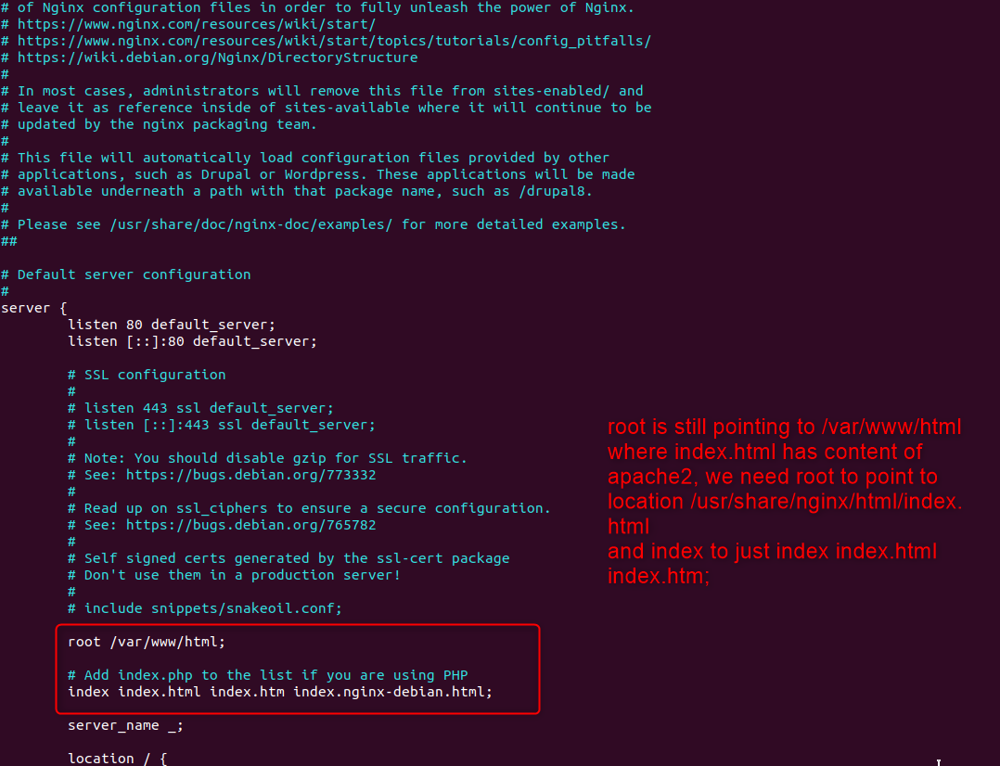 # of Nginx configuration files in order to fully unleash the power of Nginx.
# https://www.nginx.com/resources/wiki/start/
# https://www.nginx.com/resources/wiki/start/topics/tutorials/config_pitfalls/
# https://wiki.debian.org/Nginx/DirectoryStructure
#
# In most cases, administrators will remove this file from sites-enabled/ and
# leave it as reference inside of sites-available where it will continue to be
# updated by the nginx packaging team.
#
# This file will automatically load configuration files provided by other
# applications, such as Drupal or Wordpress. These applications will be made
# available underneath a path with that package name, such as /drupal8.
#
# Please see /usr/share/doc/nginx-doc/examples/ for more detailed examples.
##
# Default server configuration
#
server {
listen 80 default_server;
listen [::]:80 default_server;
# SSL configuration
#
# listen 443 ssl default_server;
# listen [::]:443 ssl default_server;
#
# Note: You should disable gzip for SSL traffic.
# See: https://bugs.debian.org/773332
#
# Read up on ssl_ciphers to ensure a secure configuration.
# See: https://bugs.debian.org/765782
#
# Self signed certs generated by the ssl-cert package
# Don't use them in a production server!
#
# include snippets/snakeoil.conf;
root /var/www/html;
# Add index.php to the list if you are using PHP
index index.html index.htm index.nginx-debian.html;
server_name _;
location / {
root is still pointing to /var/www/html
where index.html has content of
apache2, we need root to point to
location /usr/share/nginx/html/index.
html
and index to just index index.html
index.htm;